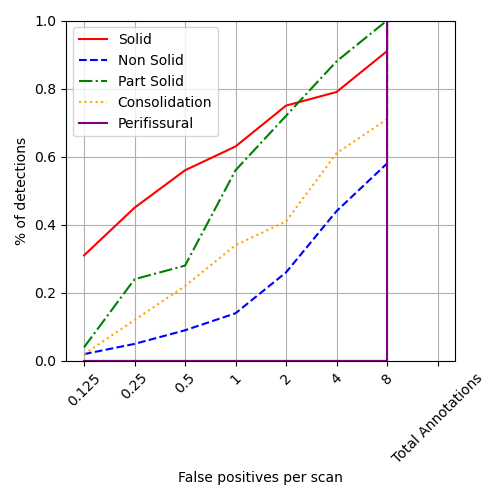 1.0
0.8
0.6
0.4
0.2
0.0
% of detections
Solid
Non Solid
Part Solid
Consolidation
Perifissural
0.125
0.25
0.5
1
2
4
8
Total Annotations
False positives per scan